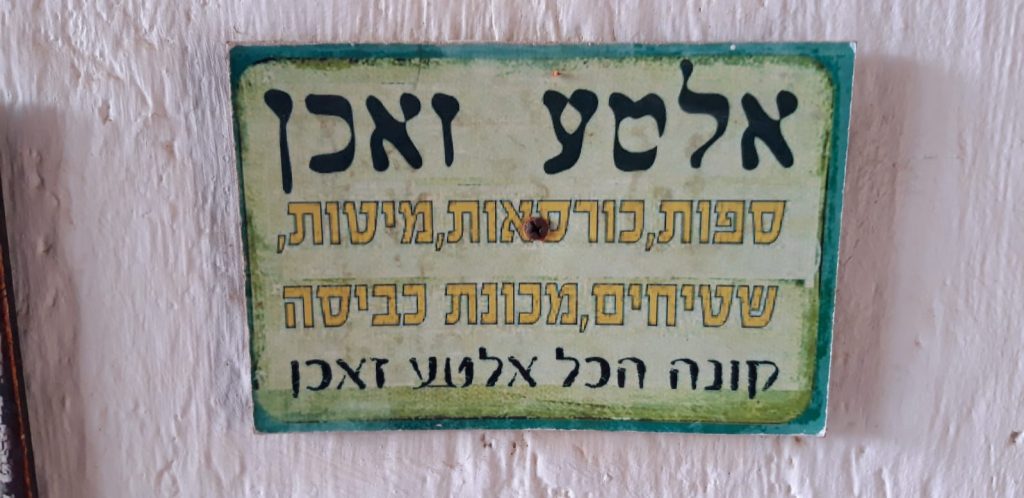 אלטע זאכן
ספות,כורסאות,מיטות,
שטיחים,מכונת כביסה
קונה הכל אלטע זאכן